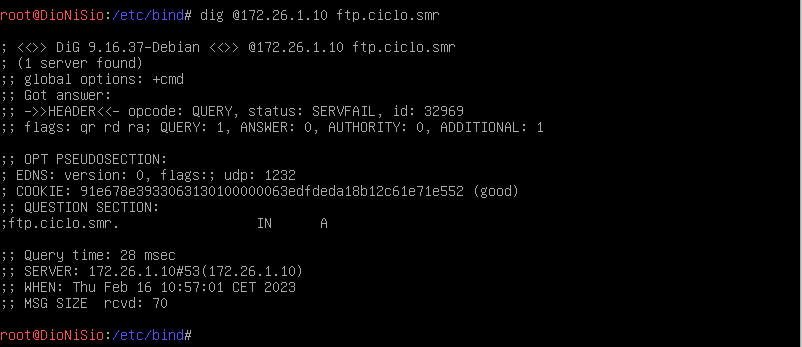 root@DioNiSio:/etc/bind# dig @172.26.1.10 ftp.ciclo.smr
; <<>> DiG 9.16.37-Debian <<>> @172.26.1.10 ftp.ciclo.smr
; (1 server found)
;; global options: +cmd
;; Got answer:
;; ->>HEADER<<- opcode: QUERY, status: SERVFAIL, id: 32969
;; flags: qr rd ra; QUERY: 1, ANSWER: 0, AUTHORITY: 0, ADDITIONAL: 1
;; OPT PSEUDOSECTION:
; EDNS: version: 0, flags:; udp: 1232
; COOKIE: 91e678e3933063130100000063edfdeda18b12c61e71e552 (good)
;; QUESTION SECTION:
;ftp.ciclo.smr. IN A
;; Query time: 28 msec
;; SERVER: 172.26.1.10#53(172.26.1.10)
;; WHEN: Thu Feb 16 10:57:01 CET 2023
;; MSG SIZE rcvd: 70
root@DioNiSio:/etc/bind#